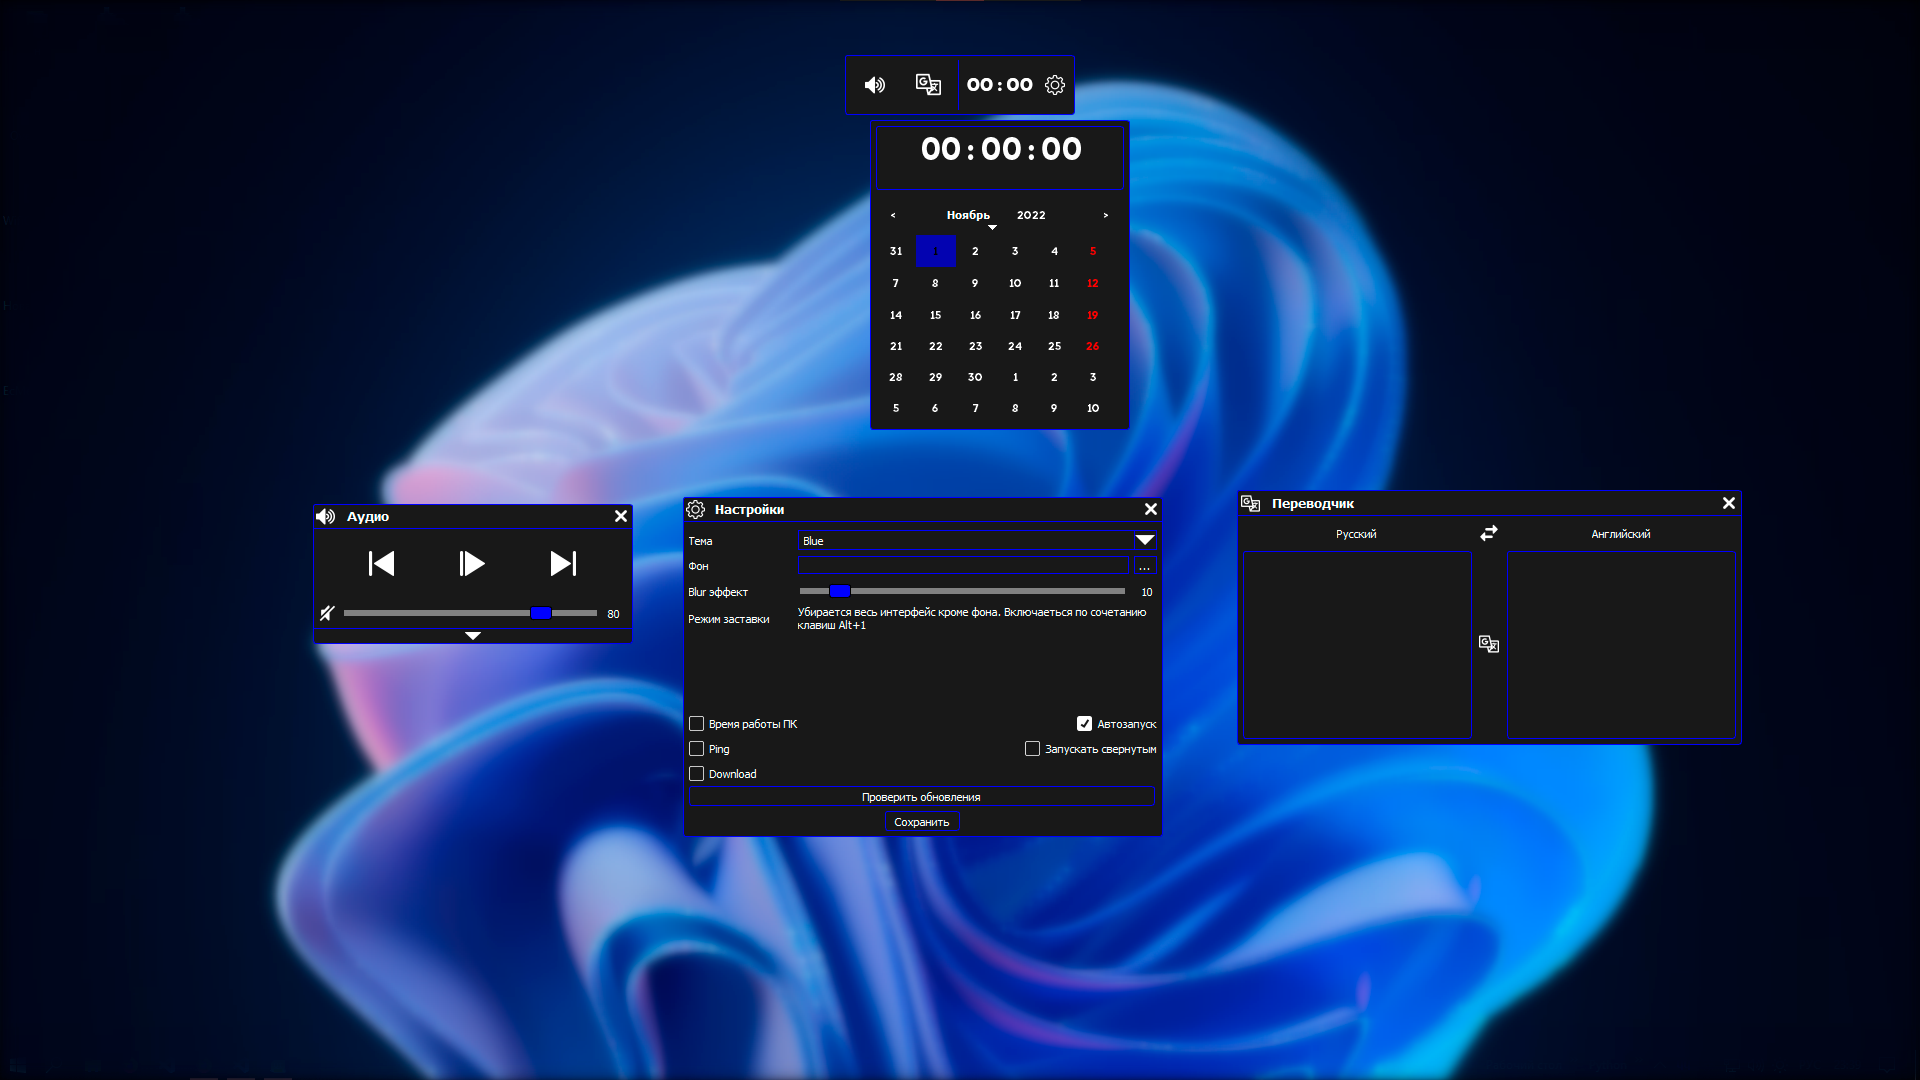 00:00
00:00:00
< Ноябрь 2022 >
31 1 2 3 4 5
7 8 9 10 11 12
14 15 16 17 18 19
21 22 23 24 25 26
28 29 30 1 2 3
5 6 7 8 9 10
Аудио
80
Настройки
Тема Blue
Фон ...
Blur эффект 10
Режим заставки Убирается весь интерфейс кроме фона. Включаеться по сочетанию
клавиш Alt+1
Время работы ПК Автозапуск
Ping Запускать свернутым
Download
Проверить обновления
Сохранить
Переводчик
Русский Английский